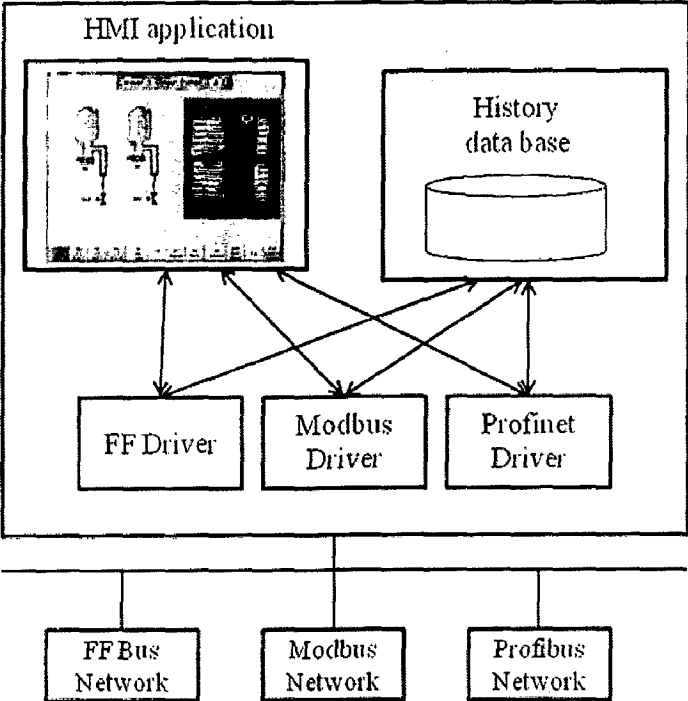 HMI application
History
data base
FF Driver
Modbus
Driver
Profinet
Driver
FF Bus
Network
Modbus
Network
Profibus
Network